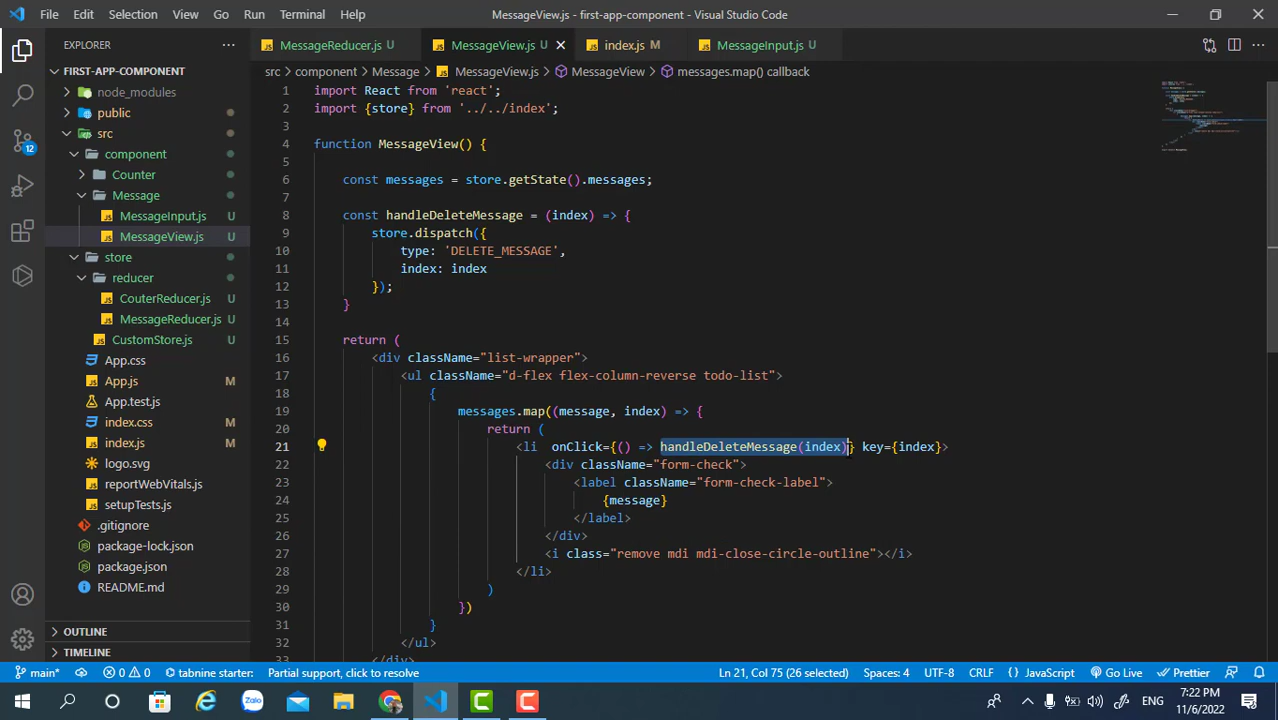 File Edit Selection View Go Run Terminal Help MessageView.js - first-app-component - Visual Studio Code
EXPLORER
FIRST-APP-COMPONENT
node_modules
public
src
component
Counter
Message
MessageInput.js U
MessageView.js U
store
reducer
CouterReducer.js U
MessageReducer.js U
CustomStore.js U
App.css
App.js M
App.test.js
index.css M
index.js M
logo.svg
reportWebVitals.js
setupTests.js
.gitignore
package-lock.json
package.json
README.md
OUTLINE
TIMELINE
12
JS MessageReducer.js U JS MessageView.js U JS index.js M JS MessageInput.js U
src > component > Message > JS MessageView.js > MessageView > messages.map() callback
1 import React from 'react';
2 import {store} from '../../index';
3
4 function MessageView() {
5
6 const messages = store.getState().messages;
7
8 const handleDeleteMessage = (index) => {
9 store.dispatch({
10 type: 'DELETE_MESSAGE',
11 index: index
12 });
13 }
14
15 return (
16 <div className="list-wrapper">
17 <ul className="d-flex flex-column-reverse todo-list">
18 {
19 messages.map((message, index) => {
20 return (
21 <li  onClick={() => handleDeleteMessage(index)} key={index}>
22 <div className="form-check">
23 <label className="form-check-label">
24 {message}
25 </label>
26 </div>
27 <i class="remove mdi mdi-close-circle-outline"></i>
28 </li>
29 )
30 })
31 }
32 </ul>
33 </div>
main* 0 0 tabnine starter: Partial support, click to resolve Ln 21, Col 75 (26 selected) Spaces: 4 UTF-8 CRLF JavaScript Go Live Prettier
Zalo ENG 7:22 PM
11/6/2022